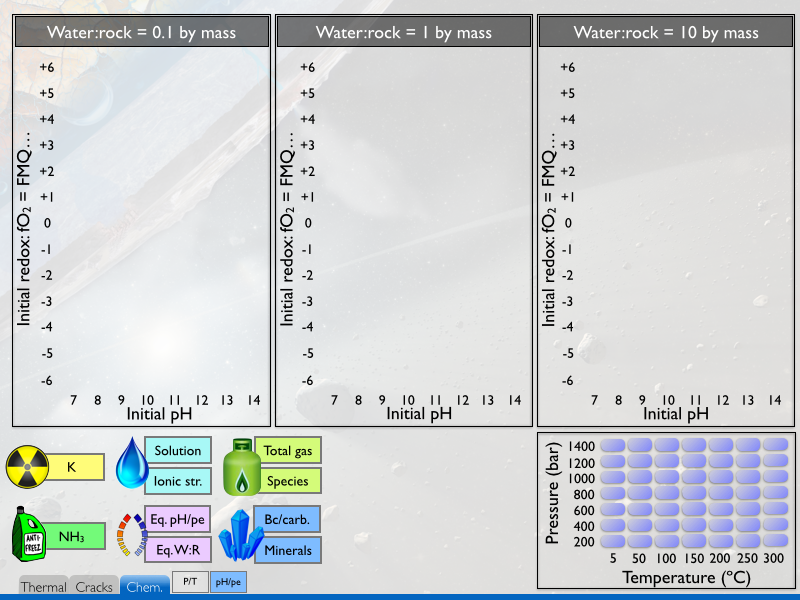 Water:rock = 0.1 by mass
Initial redox: fO₂ = FMQ…
+6
+5
+4
+3
+2
+1
0
-1
-2
-3
-4
-5
-6
7 8 9 10 11 12 13 14
Initial pH
Water:rock = 1 by mass
Initial redox: fO₂ = FMQ…
+6
+5
+4
+3
+2
+1
0
-1
-2
-3
-4
-5
-6
7 8 9 10 11 12 13 14
Initial pH
Water:rock = 10 by mass
Initial redox: fO₂ = FMQ…
+6
+5
+4
+3
+2
+1
0
-1
-2
-3
-4
-5
-6
7 8 9 10 11 12 13 14
Initial pH
K
Solution
Ionic str.
Total gas
Species
ANTI-
FREEZ
NH₃
Eq. pH/pe
Eq. W:R
Bc/carb.
Minerals
Pressure (bar)
1400
1200
1000
800
600
400
200
5 50 100 150 200 250 300
Temperature (ºC)
Thermal Cracks Chem. P/T pH/pe